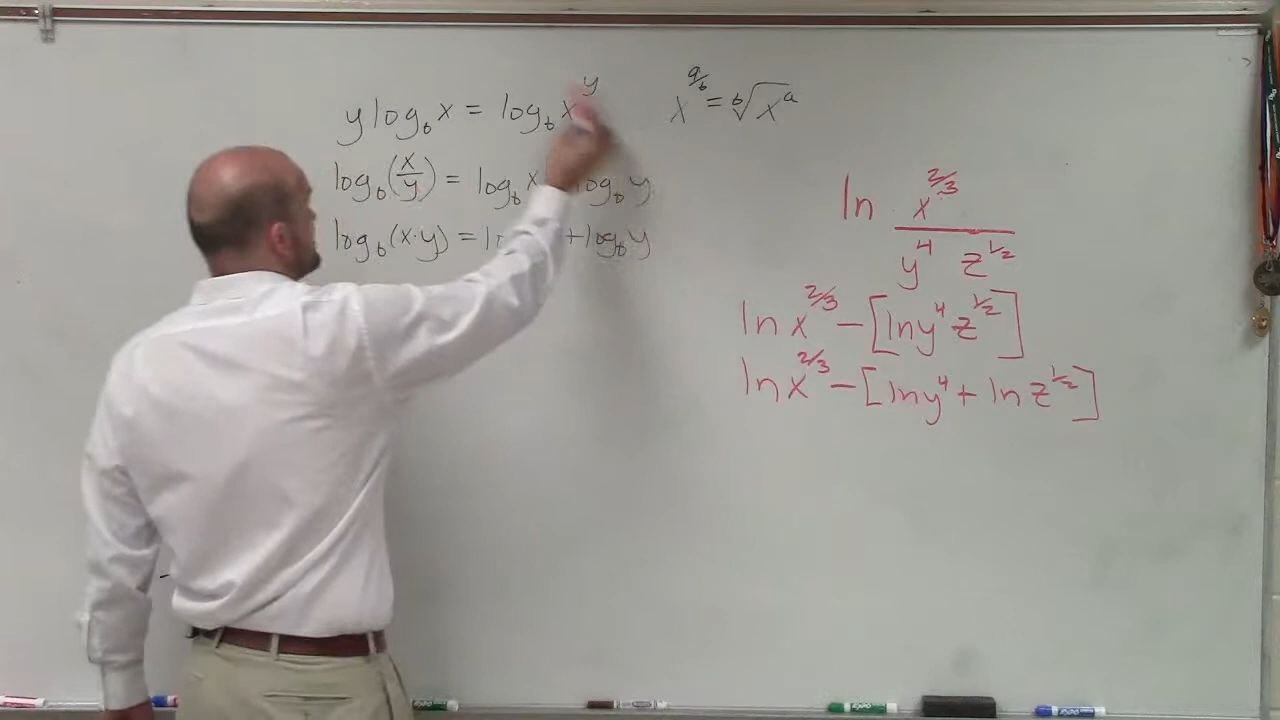 y log_b x = log_b x^y
x^(a/b) = ᵇ√(x^a)
log_b(x/y) = log_b x log_b y
log_b(x·y) = l + log_b y
ln x^(2/3) / (y^4 z^(1/2))
ln x^(2/3) - [ln y^4 z^(1/2)]
ln x^(2/3) - [ln y^4 + ln z^(1/2)]